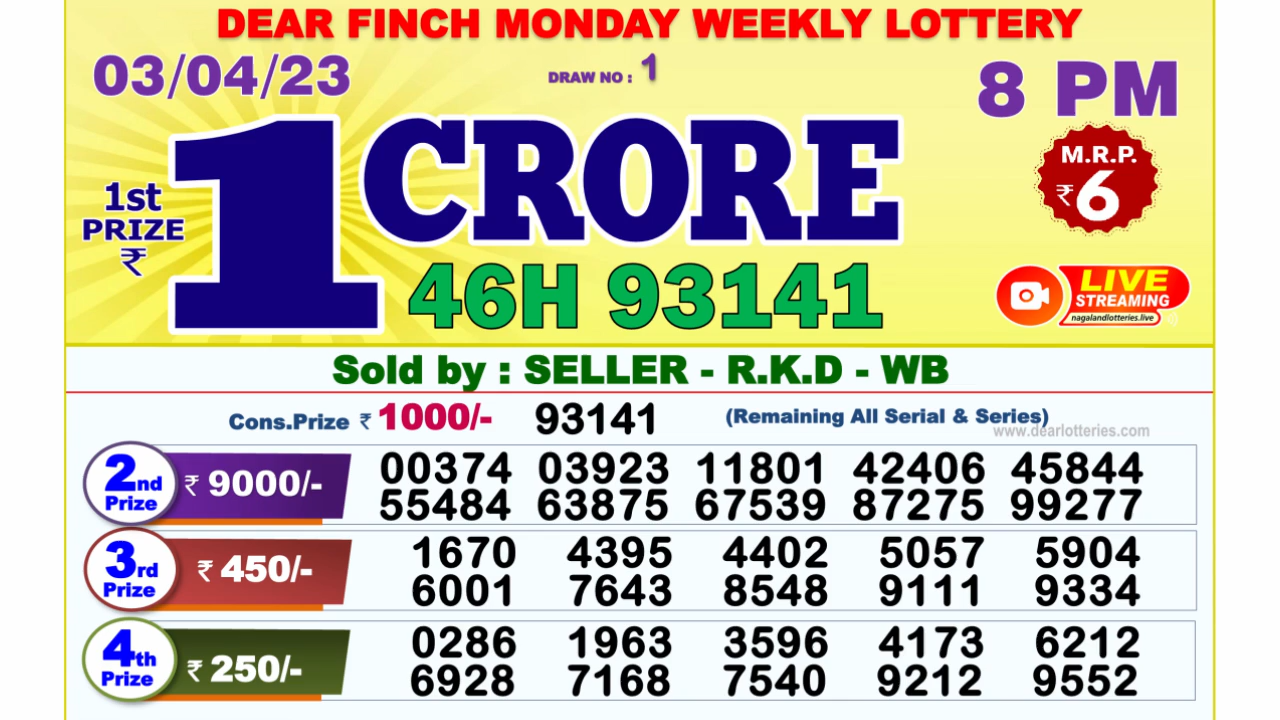 DEAR FINCH MONDAY WEEKLY LOTTERY
03/04/23
DRAW NO : 1
8 PM
1st
PRIZE
₹
1 CRORE
M.R.P.
₹6
46H 93141
LIVE
STREAMING
nagalandlotteries.live
Sold by : SELLER - R.K.D - WB
Cons.Prize ₹ 1000/- 93141 (Remaining All Serial & Series)
www.dearlotteries.com
2nd Prize ₹ 9000/-
00374 03923 11801 42406 45844
55484 63875 67539 87275 99277
3rd Prize ₹ 450/-
1670 4395 4402 5057 5904
6001 7643 8548 9111 9334
4th Prize ₹ 250/-
0286 1963 3596 4173 6212
6928 7168 7540 9212 9552